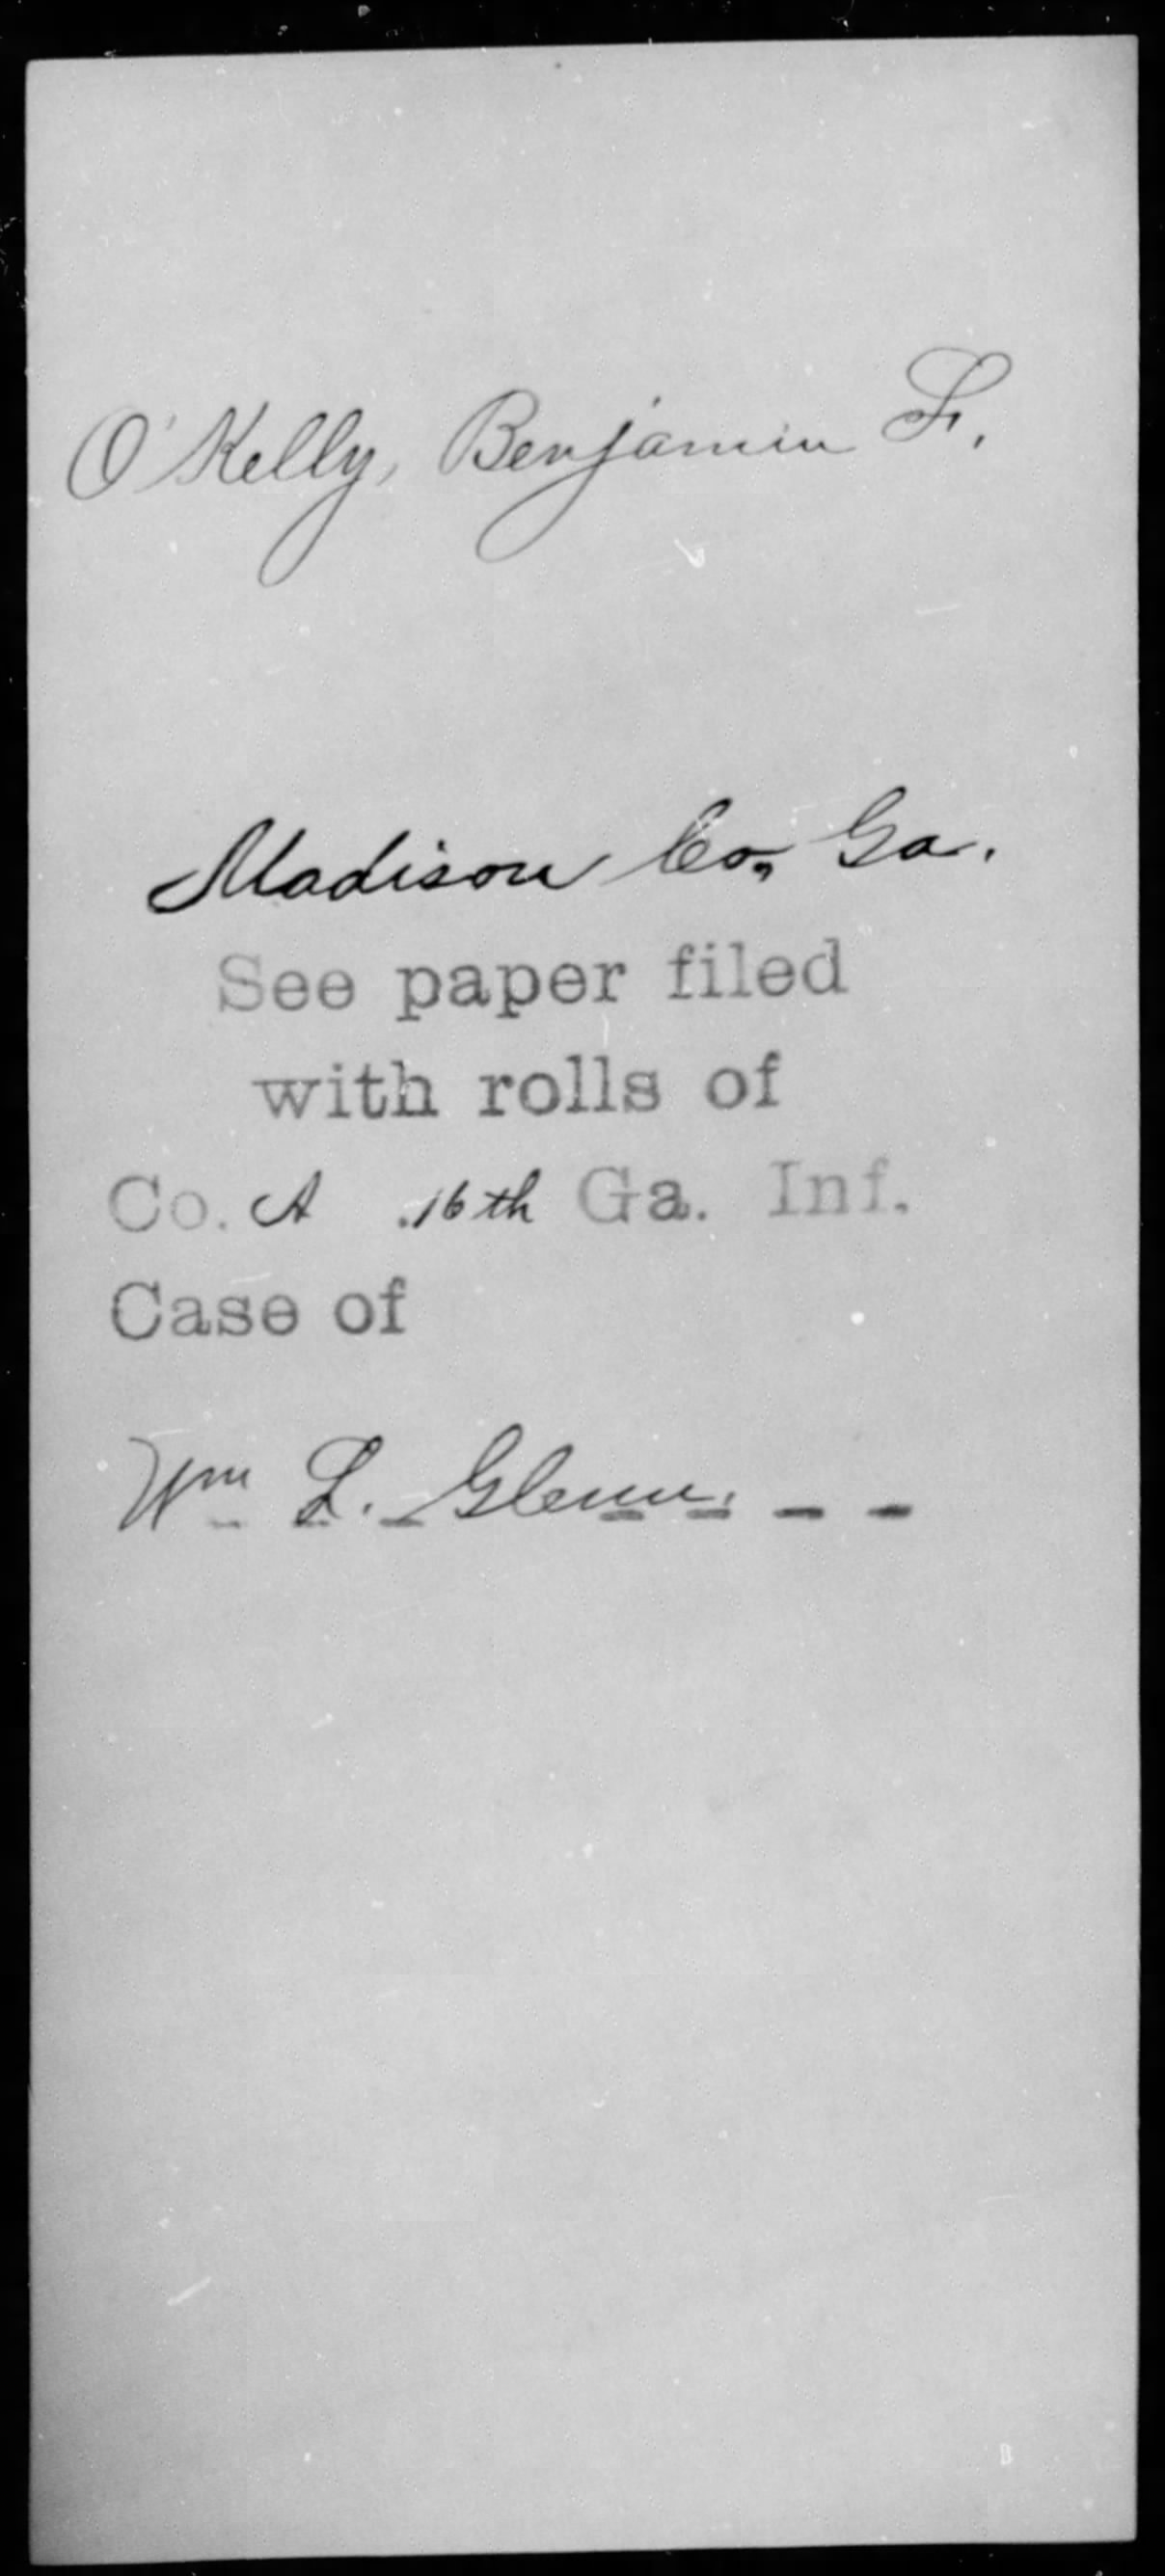 O'Kelly, Benjamin F.
Madison Co, Ga.
See paper filed
with rolls of
Co. A 16th Ga. Inf.
Case of
Wm L. Glenn.